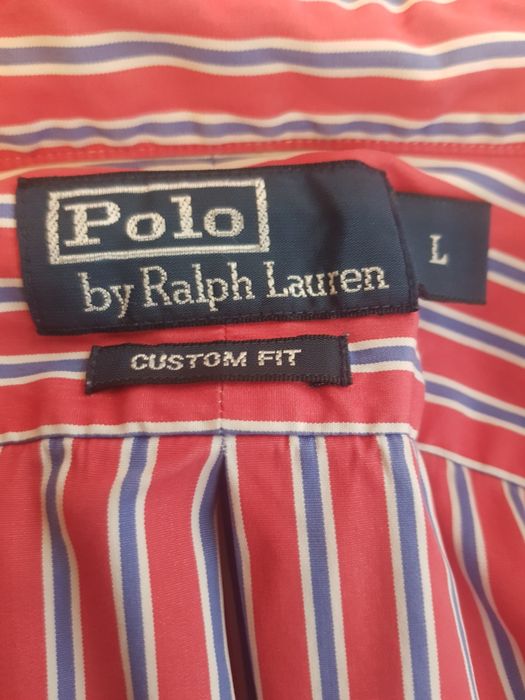 Polo
by Ralph Lauren
L
CUSTOM FIT